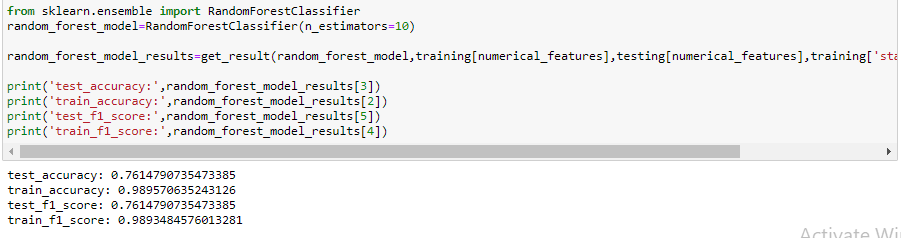 from sklearn.ensemble import RandomForestClassifier
random_forest_model=RandomForestClassifier(n_estimators=10)
random_forest_model_results=get_result(random_forest_model,training[numerical_features],testing[numerical_features],training['sta
print('test_accuracy:',random_forest_model_results[3])
print('train_accuracy:',random_forest_model_results[2])
print('test_f1_score:',random_forest_model_results[5])
print('train_f1_score:',random_forest_model_results[4])
test_accuracy: 0.7614790735473385
train_accuracy: 0.989570635243126
test_f1_score: 0.7614790735473385
train_f1_score: 0.9893484576013281
Activate Wi